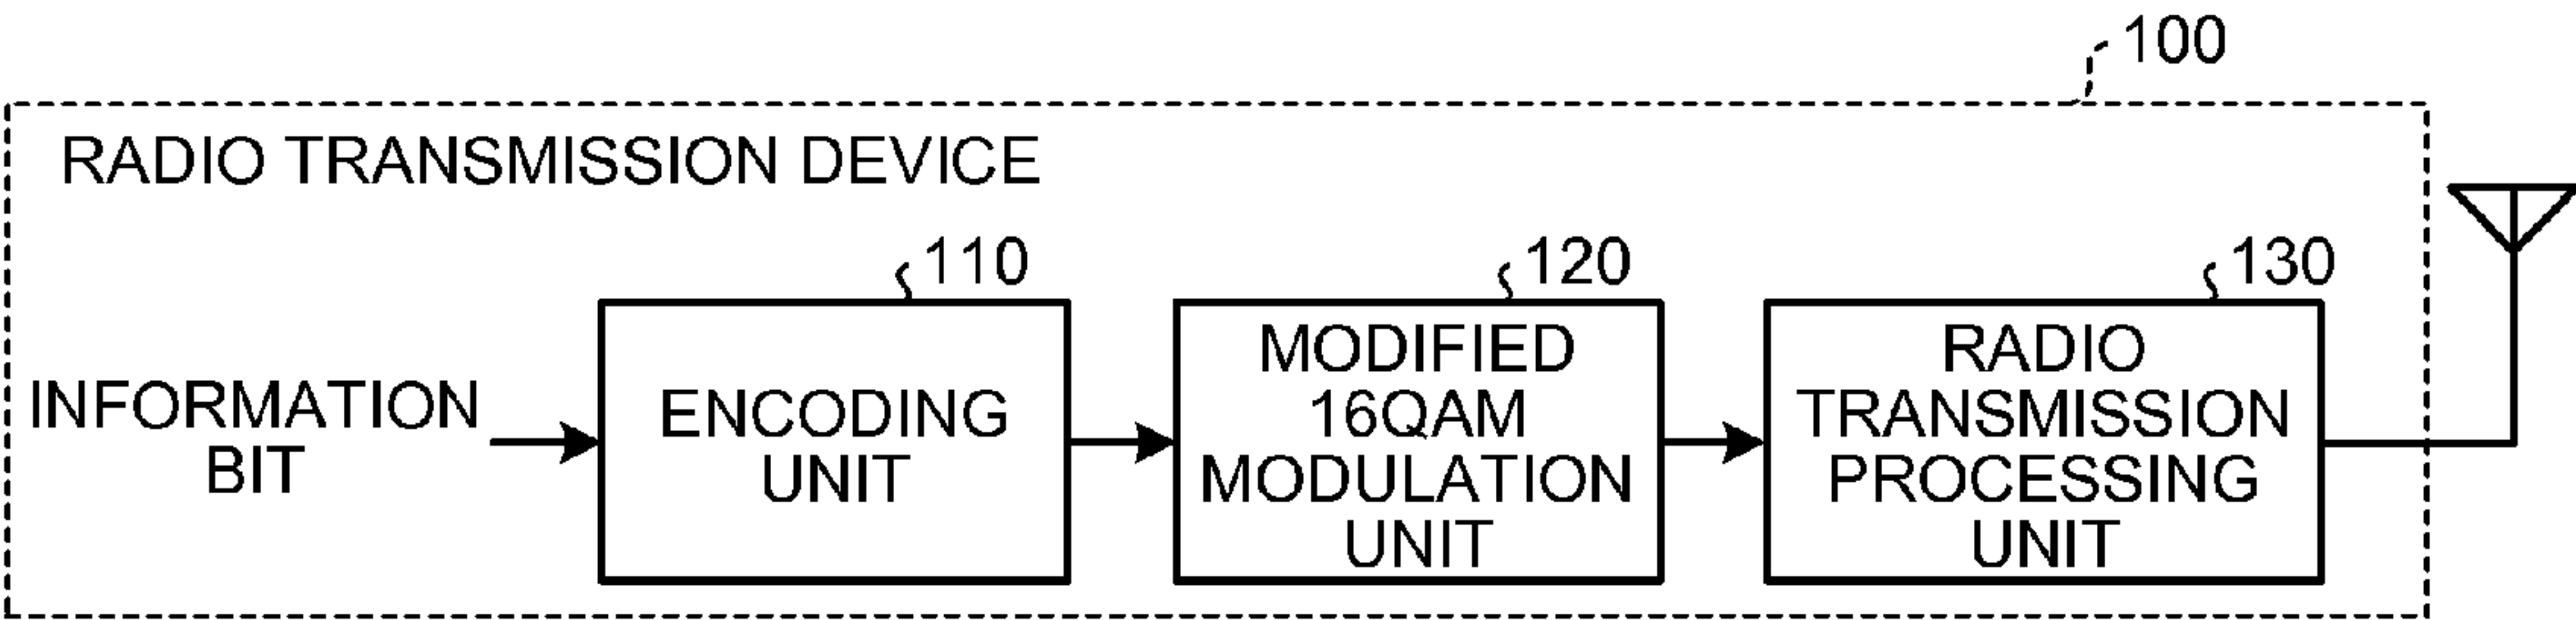 100
RADIO TRANSMISSION DEVICE
110
120
130
INFORMATION
BIT
ENCODING
UNIT
MODIFIED
16QAM
MODULATION
UNIT
RADIO
TRANSMISSION
PROCESSING
UNIT